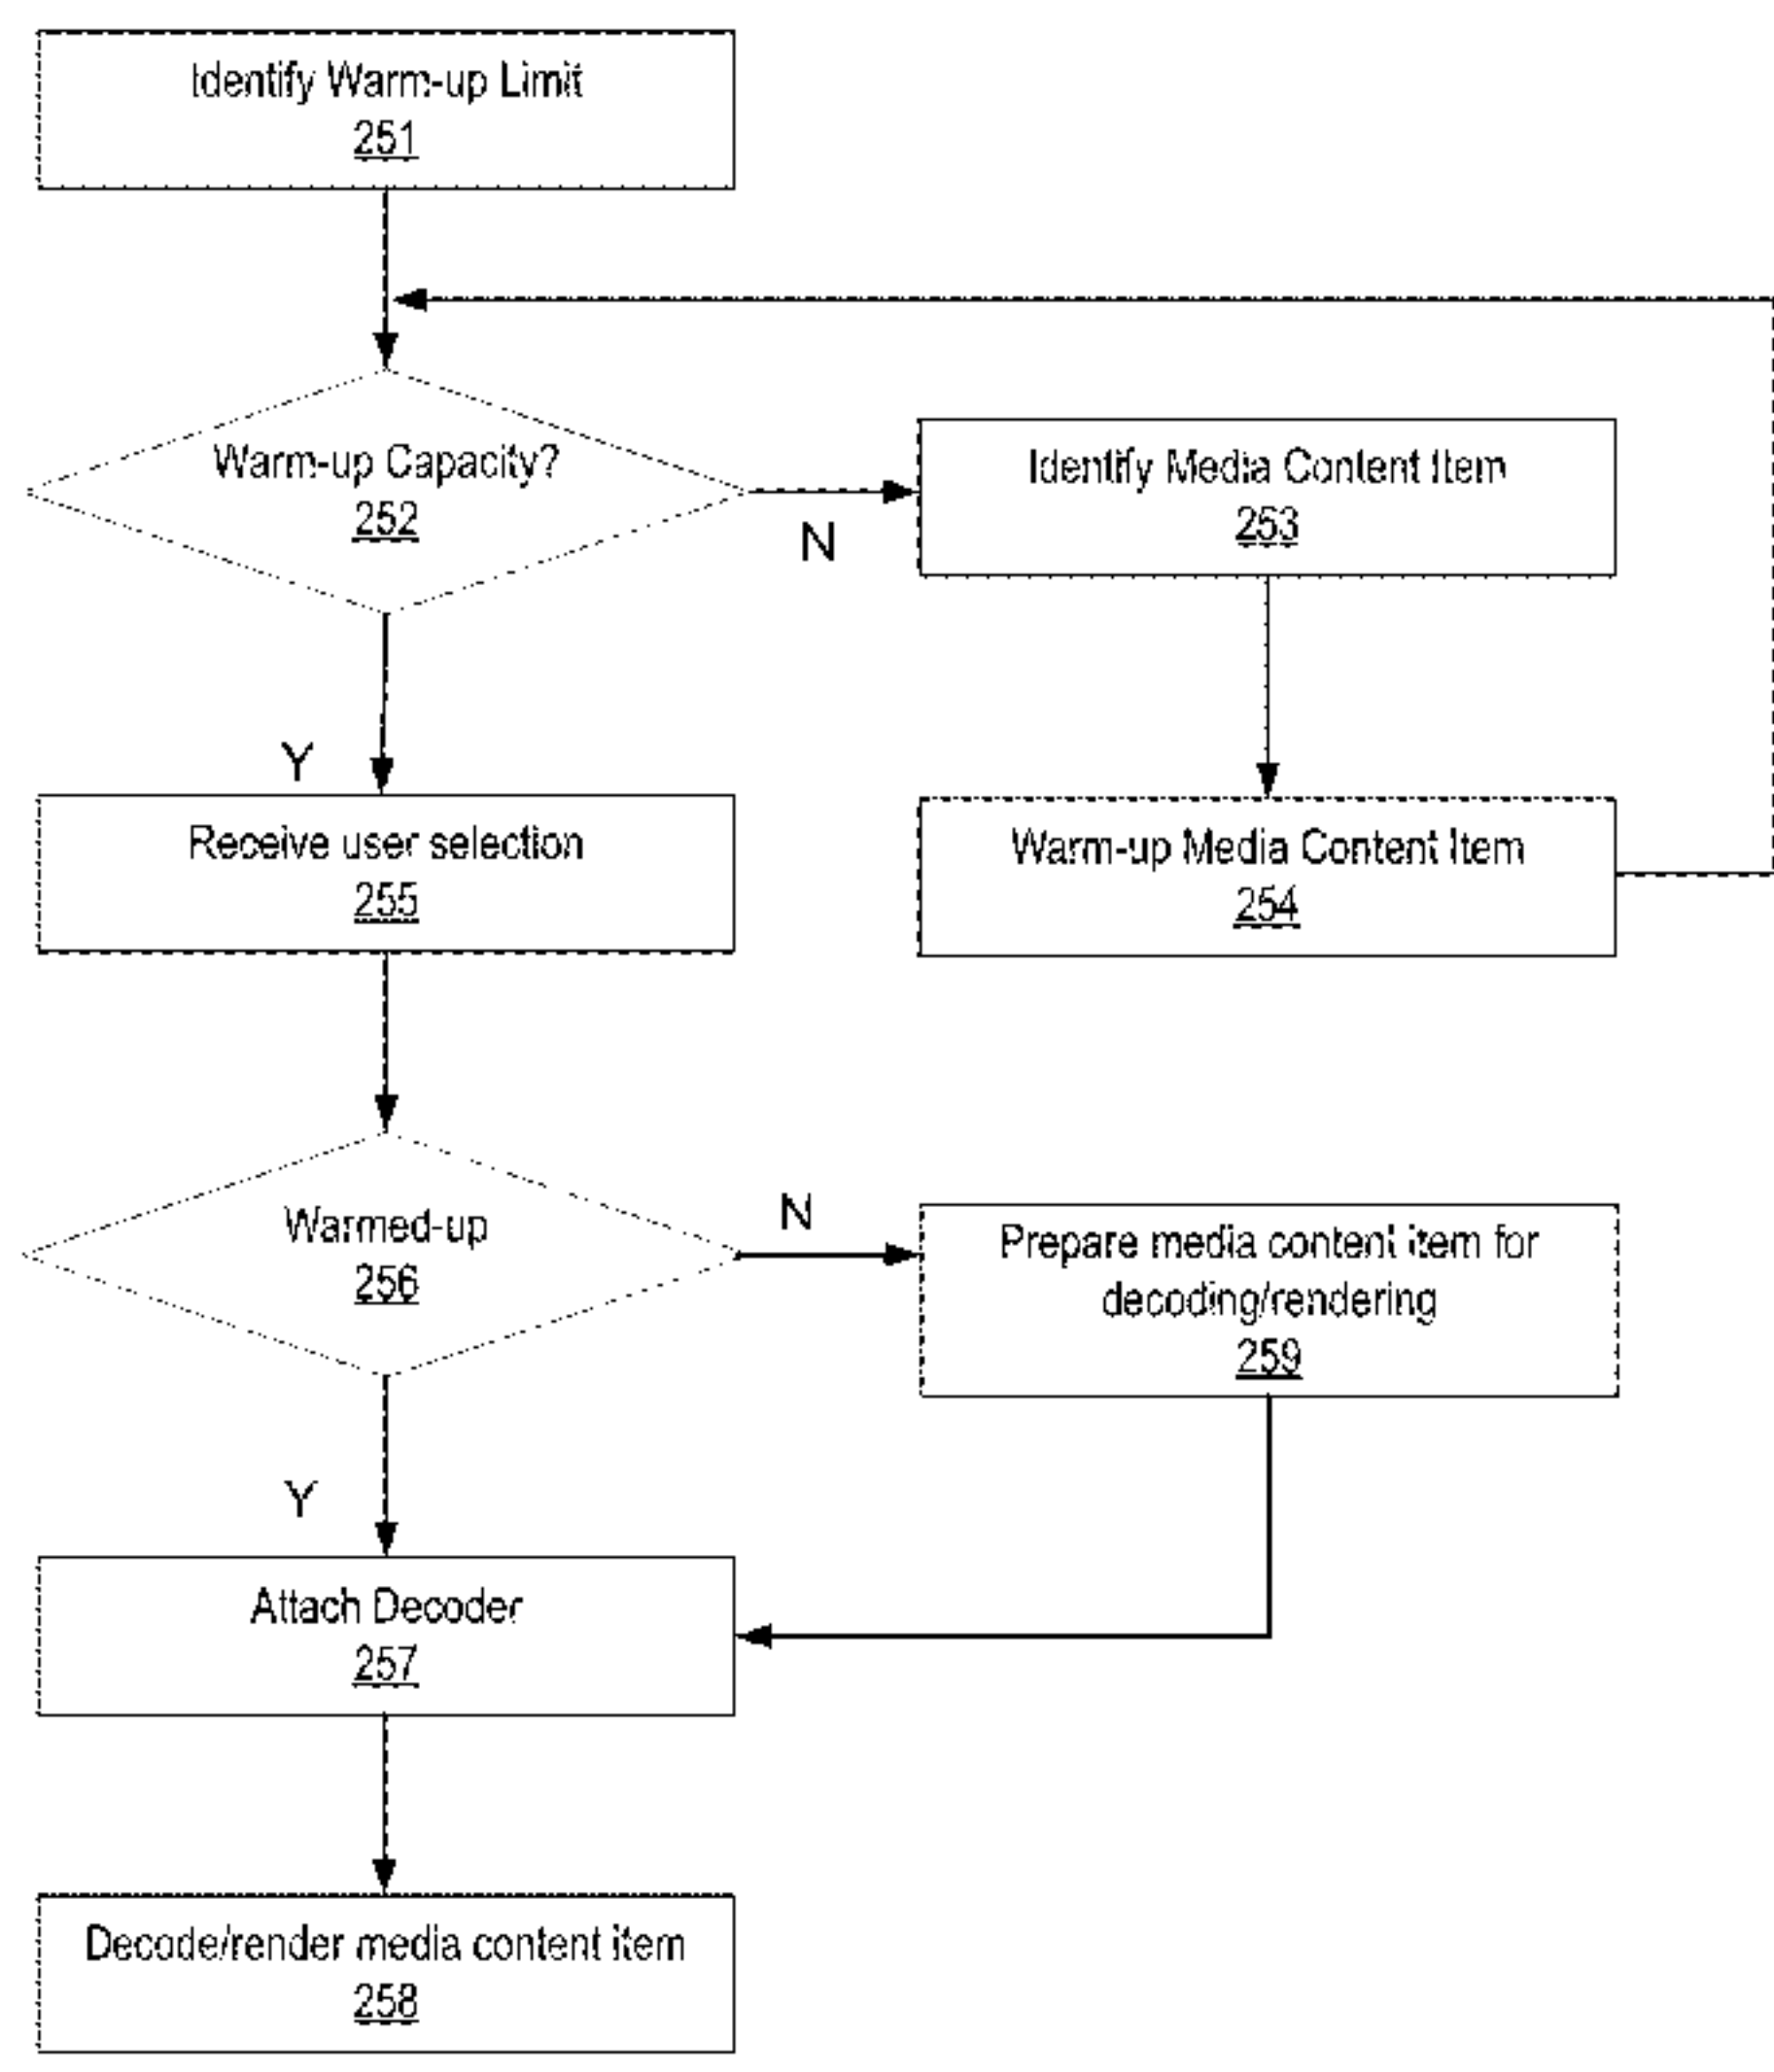 Identify Warm-up Limit
251
Warm-up Capacity?
252
N
Identify Media Content Item
253
Y
Receive user selection
255
Warm-up Media Content Item
254
Warmed-up
256
N
Prepare media content item for
decoding/rendering
259
Y
Attach Decoder
257
Decode/render media content item
258